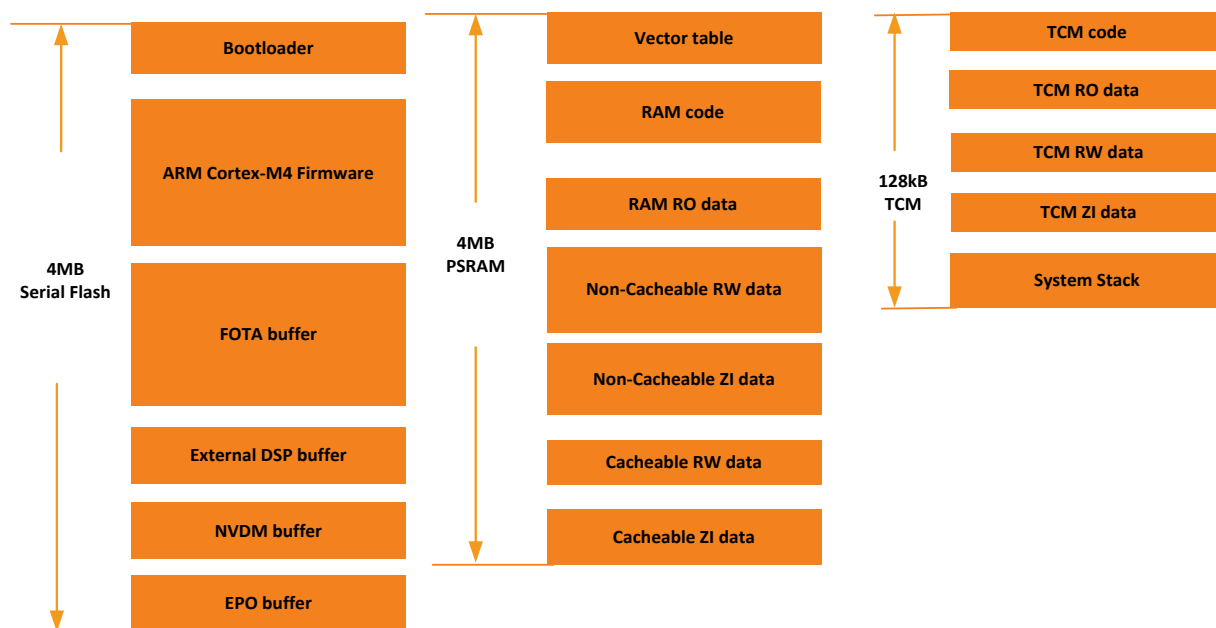 4MB
Serial Flash
Bootloader
ARM Cortex-M4 Firmware
FOTA buffer
External DSP buffer
NVDM buffer
EPO buffer
4MB
PSRAM
Vector table
RAM code
RAM RO data
Non-Cacheable RW data
Non-Cacheable ZI data
Cacheable RW data
Cacheable ZI data
128kB
TCM
TCM code
TCM RO data
TCM RW data
TCM ZI data
System Stack